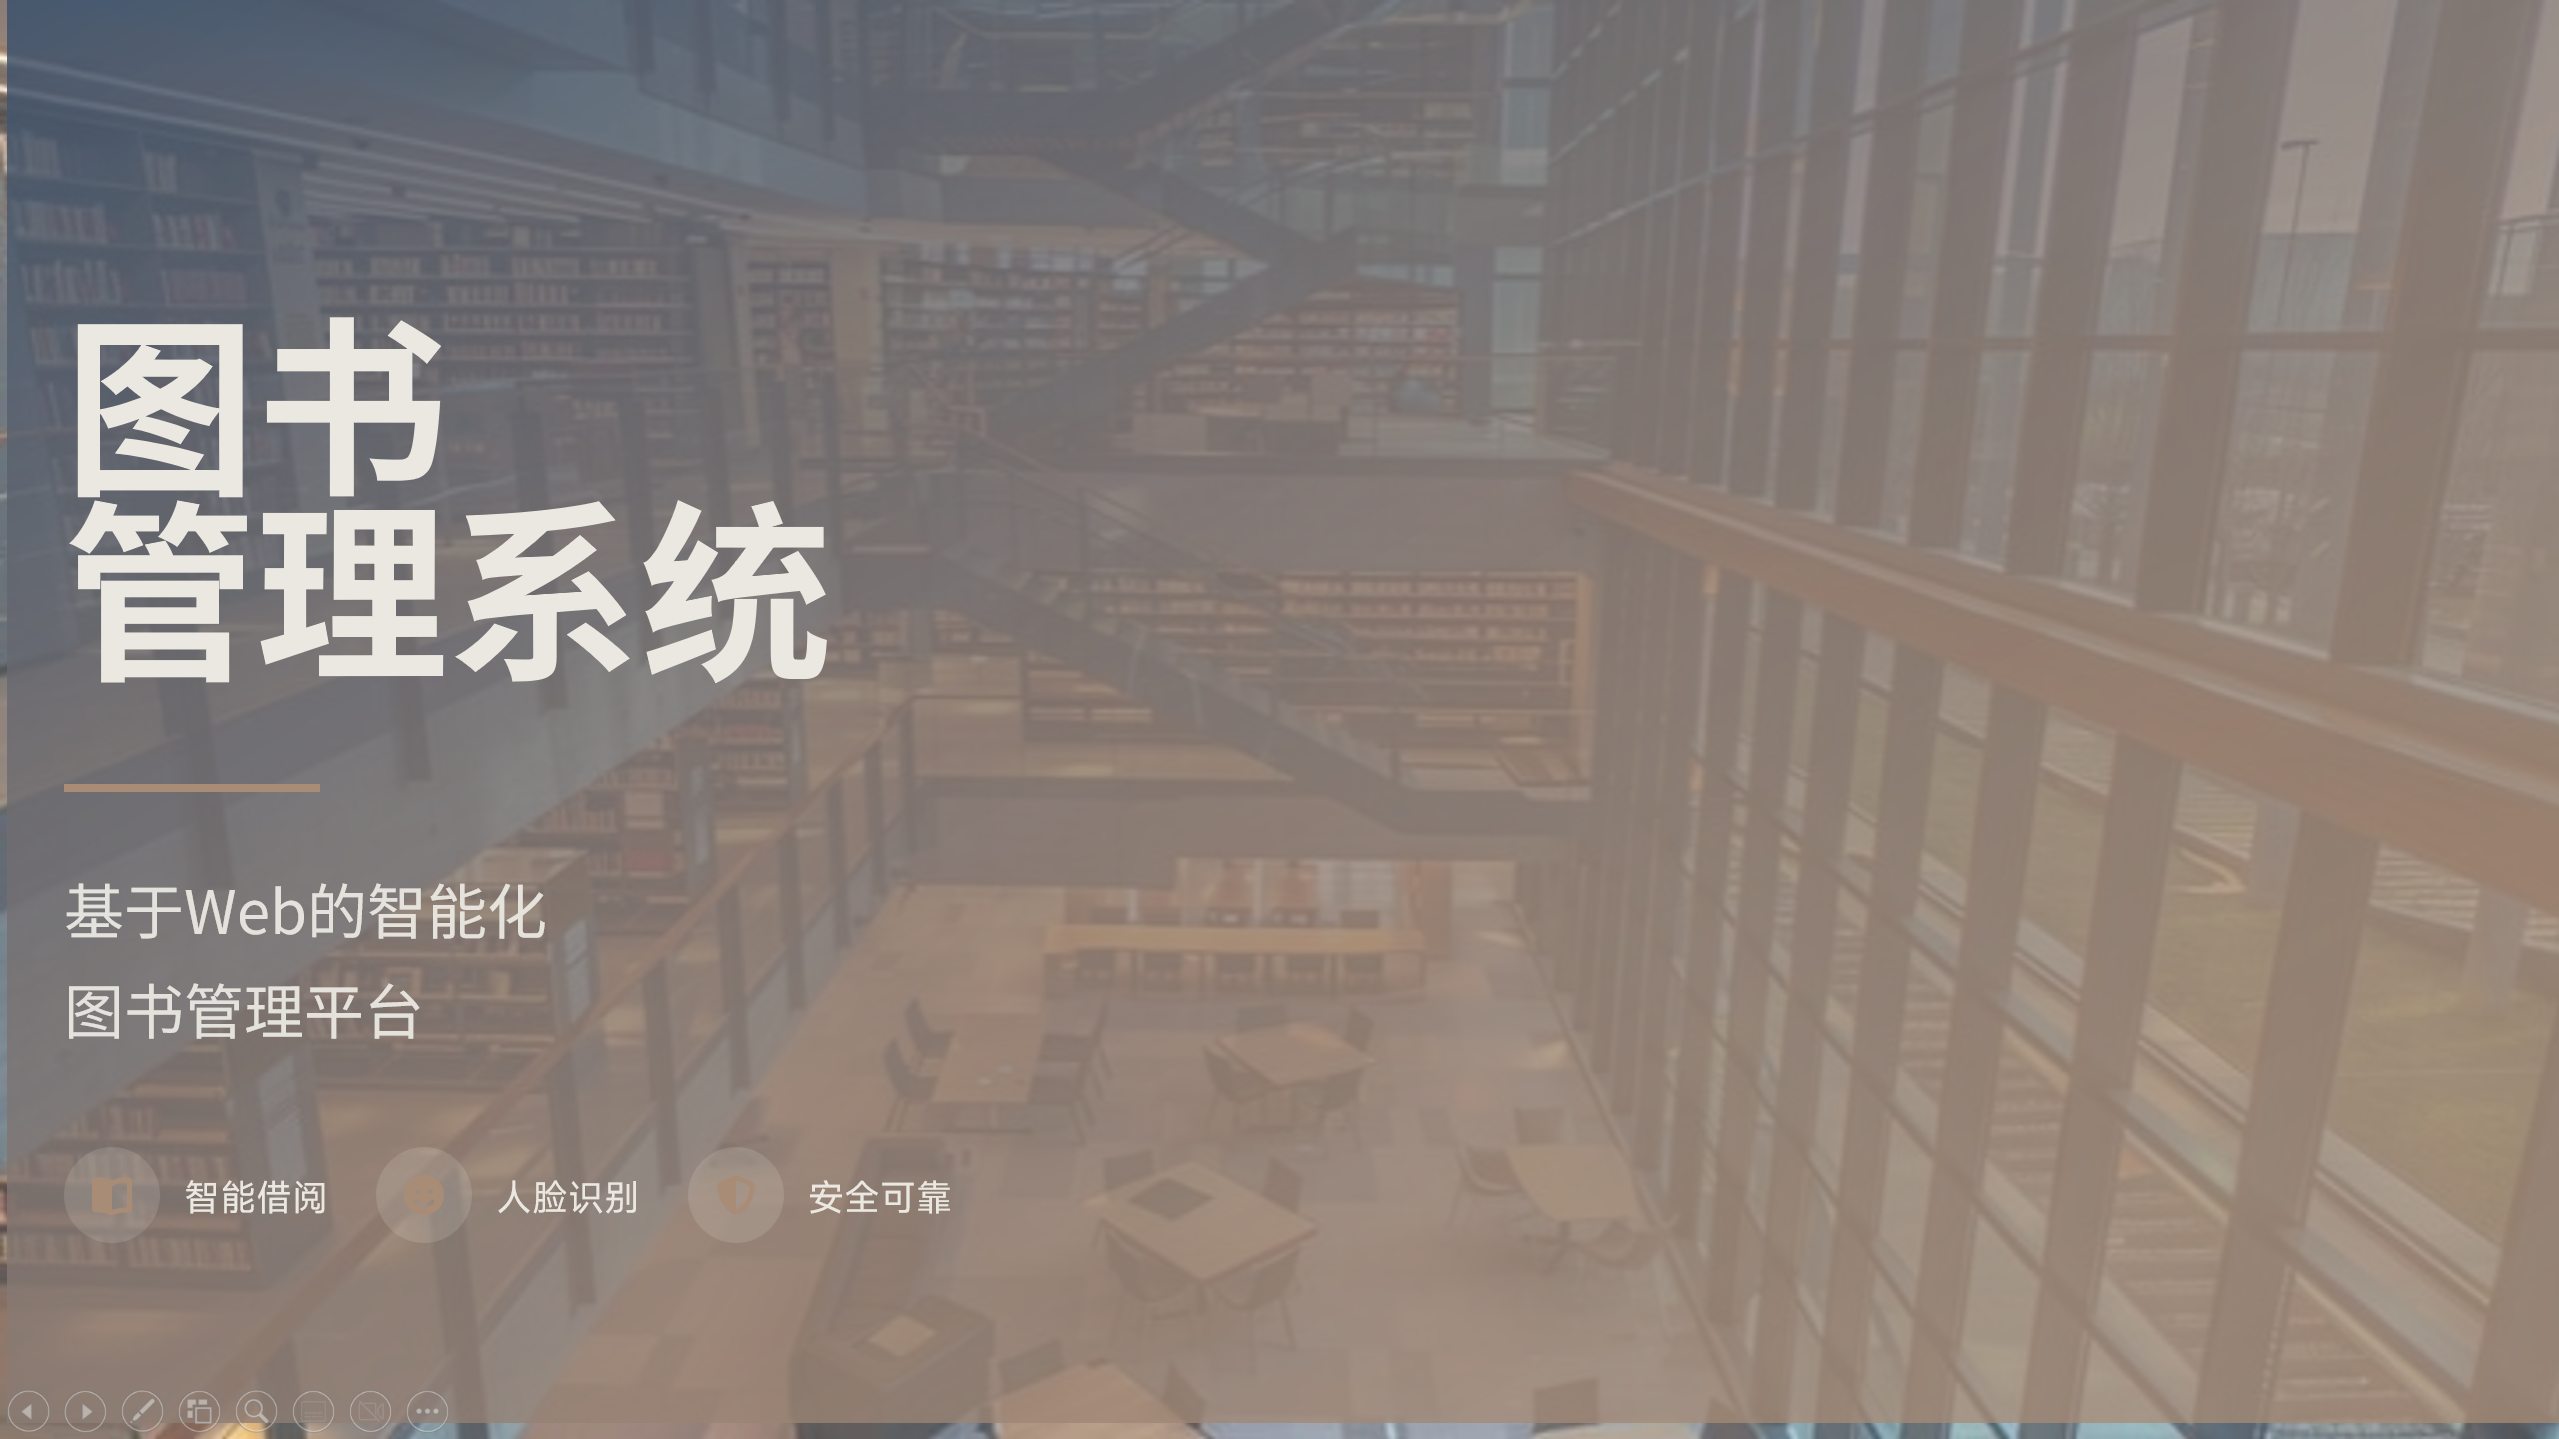 图书
管理系统
基于Web的智能化
图书管理平台
智能借阅
人脸识别
安全可靠